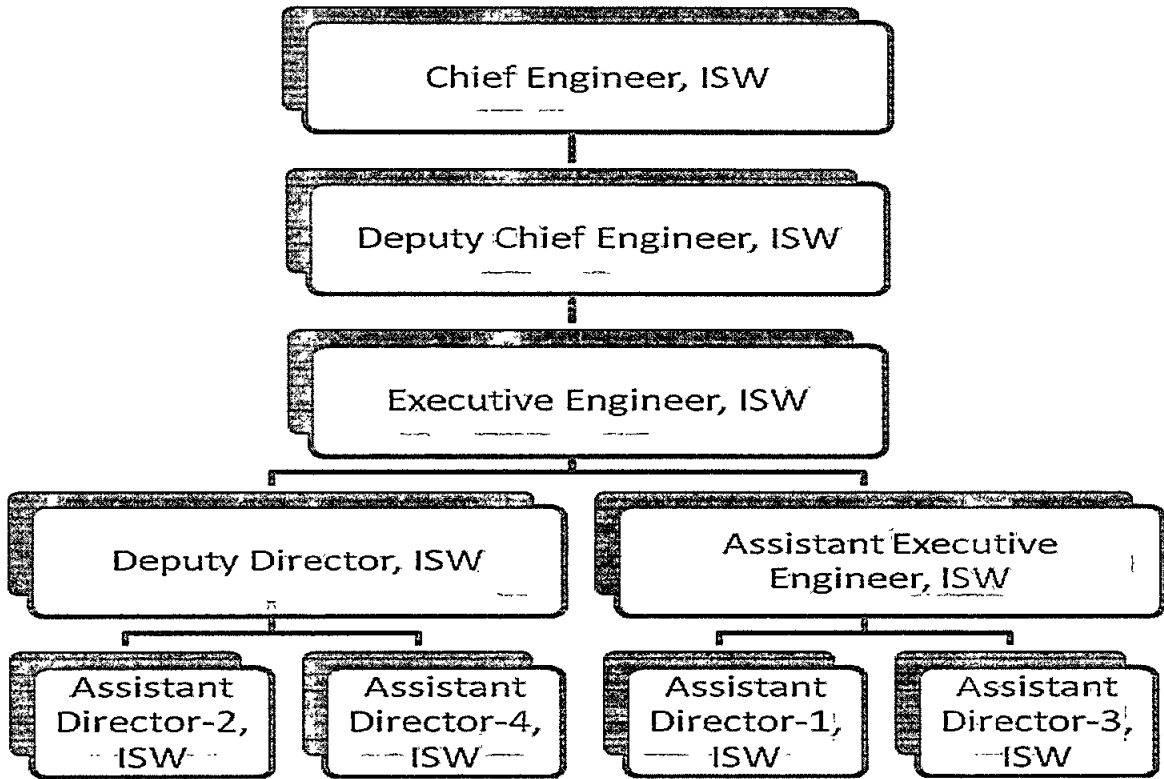 Chief Engineer, ISW
Deputy Chief Engineer, ISW
Executive Engineer, ISW
Deputy Director, ISW
Assistant Executive
Engineer, ISW
Assistant
Director-2,
ISW
Assistant
Director-4,
ISW
Assistant
Director-1,
ISW
Assistant
Director-3,
ISW